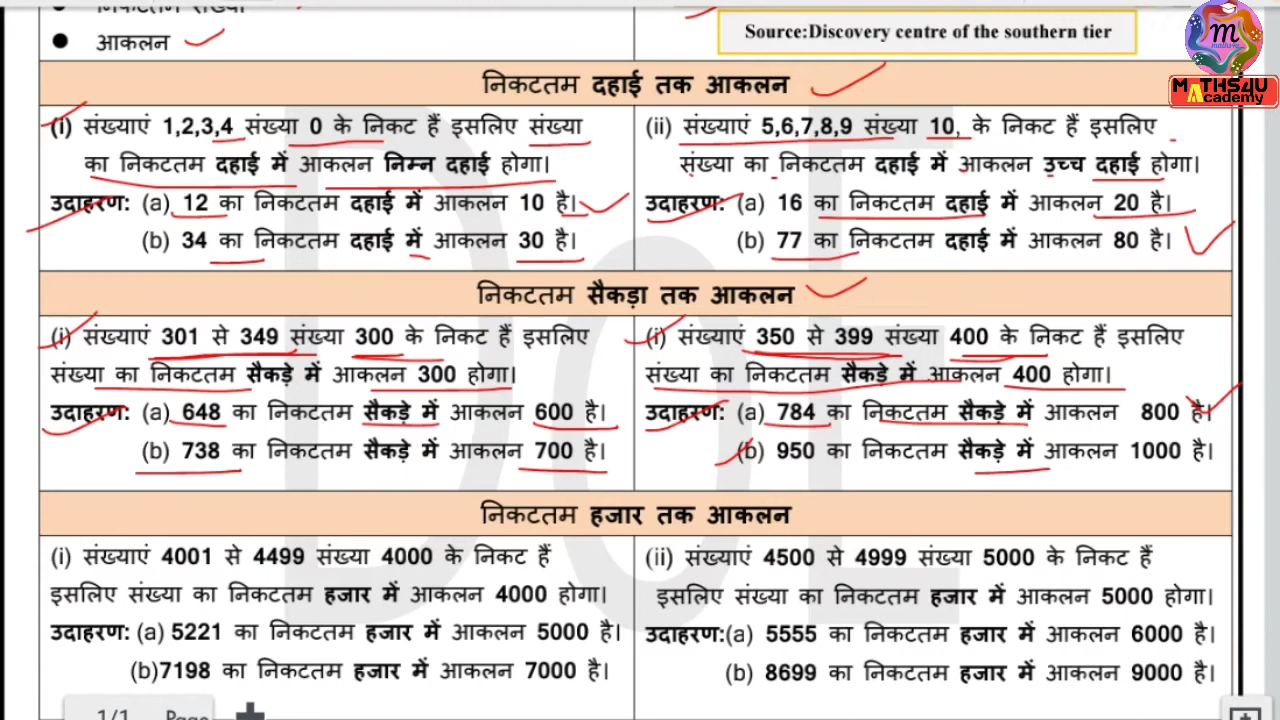 ● आकलन
Source:Discovery centre of the southern tier
m
maths4u
MATHS4U
Academy
निकटतम दहाई तक आकलन
(i) संख्याएं 1,2,3,4 संख्या 0 के निकट हैं इसलिए संख्या
का निकटतम दहाई में आकलन निम्न दहाई होगा।
उदाहरण: (a) 12 का निकटतम दहाई में आकलन 10 है।
(b) 34 का निकटतम दहाई में आकलन 30 है।
(ii) संख्याएं 5,6,7,8,9 संख्या 10, के निकट हैं इसलिए
संख्या का निकटतम दहाई में आकलन उच्च दहाई होगा।
उदाहरण: (a) 16 का निकटतम दहाई में आकलन 20 है।
(b) 77 का निकटतम दहाई में आकलन 80 है।
निकटतम सैकड़ा तक आकलन
(i) संख्याएं 301 से 349 संख्या 300 के निकट हैं इसलिए
संख्या का निकटतम सैकड़े में आकलन 300 होगा।
उदाहरण: (a) 648 का निकटतम सैकड़े में आकलन 600 है।
(b) 738 का निकटतम सैकड़े में आकलन 700 है।
(i) संख्याएं 350 से 399 संख्या 400 के निकट हैं इसलिए
संख्या का निकटतम सैकड़े में आकलन 400 होगा।
उदाहरण: (a) 784 का निकटतम सैकड़े में आकलन 800 है।
(b) 950 का निकटतम सैकड़े में आकलन 1000 है।
निकटतम हजार तक आकलन
(i) संख्याएं 4001 से 4499 संख्या 4000 के निकट हैं
इसलिए संख्या का निकटतम हजार में आकलन 4000 होगा।
उदाहरण: (a) 5221 का निकटतम हजार में आकलन 5000 है।
(b)7198 का निकटतम हजार में आकलन 7000 है।
(ii) संख्याएं 4500 से 4999 संख्या 5000 के निकट हैं
इसलिए संख्या का निकटतम हजार में आकलन 5000 होगा।
उदाहरण:(a) 5555 का निकटतम हजार में आकलन 6000 है।
(b) 8699 का निकटतम हजार में आकलन 9000 है।
DoE
1/1 Page